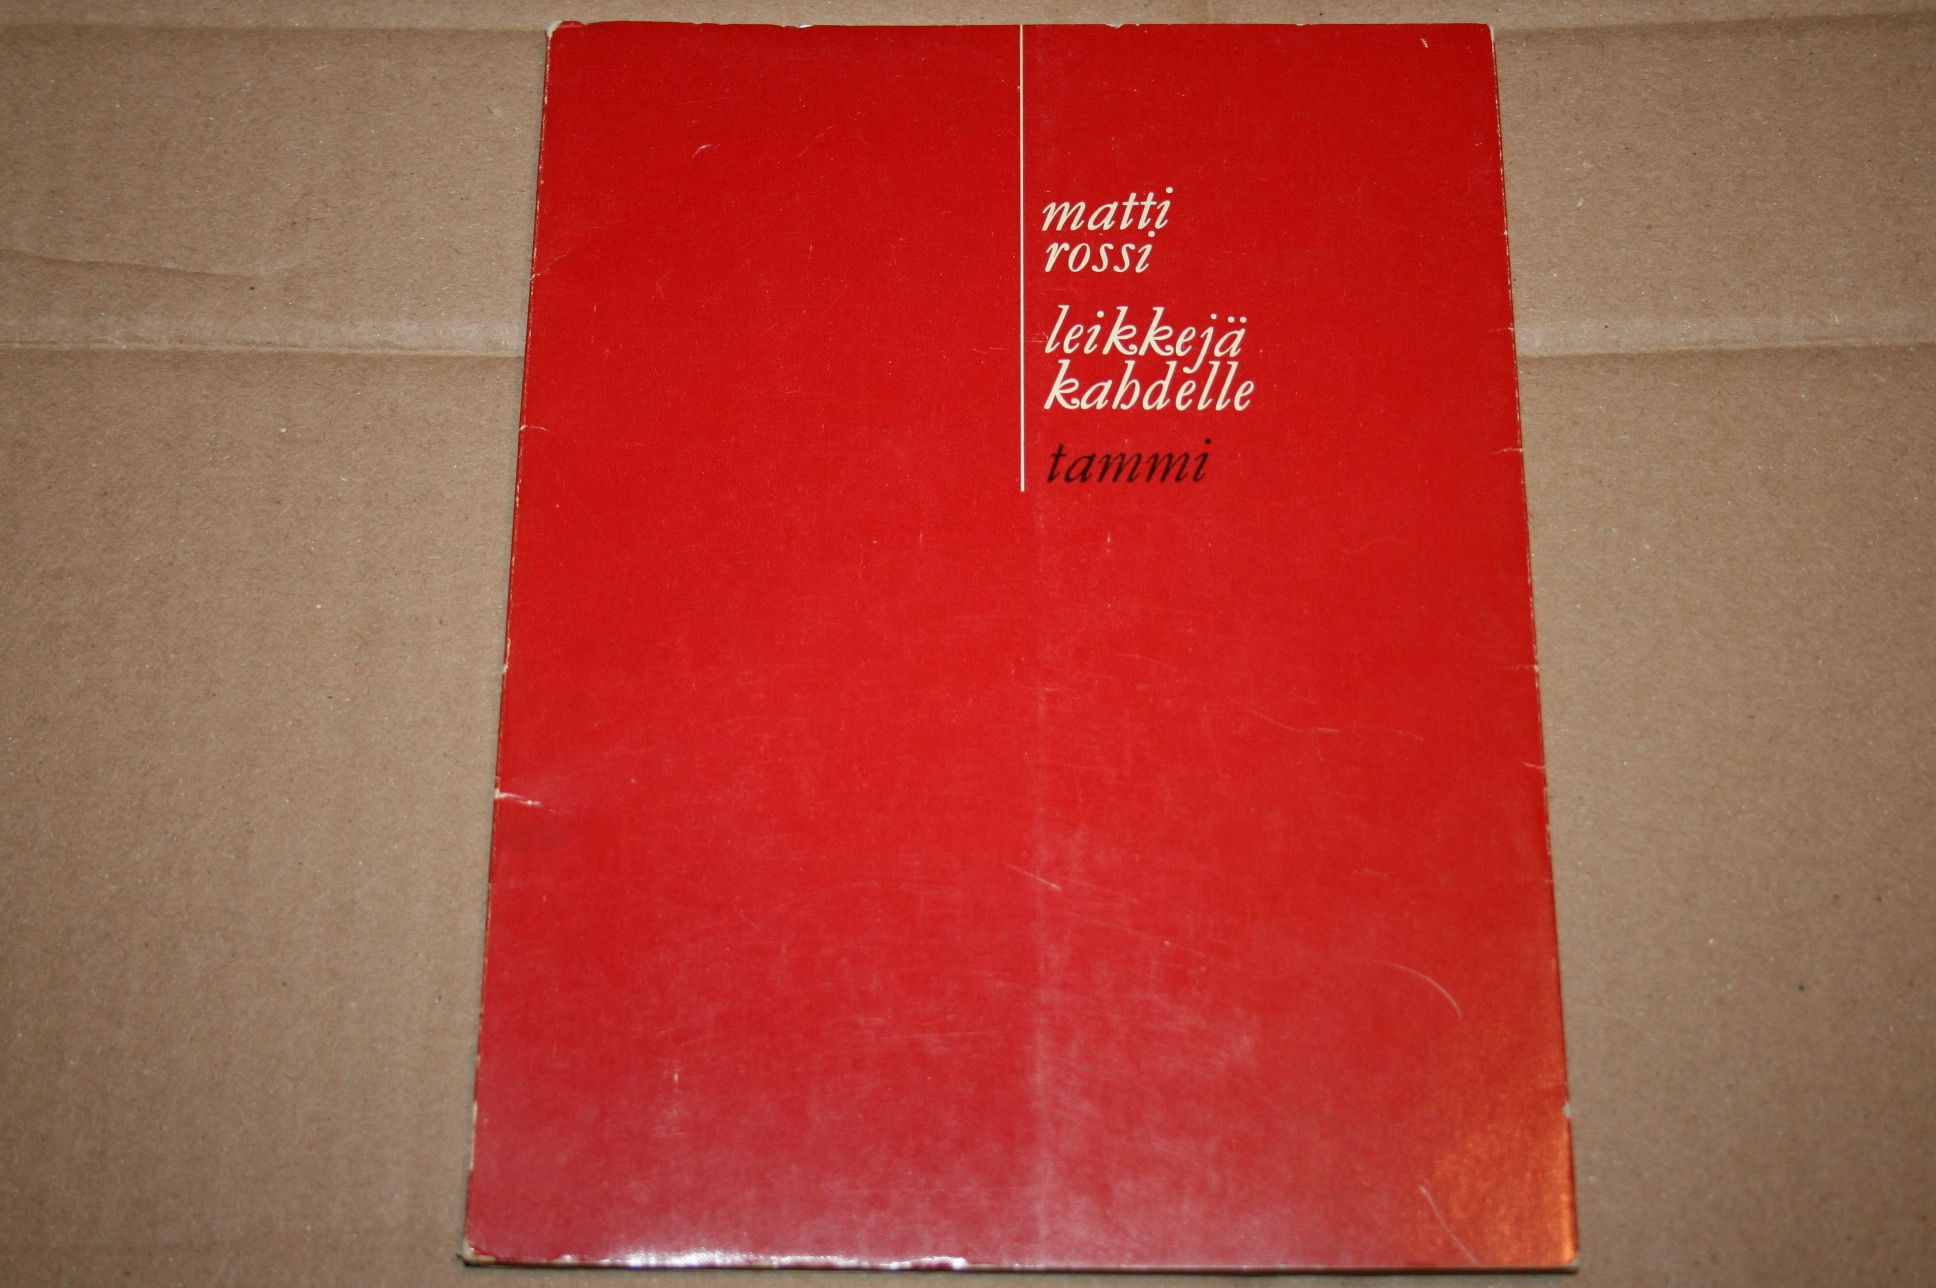 matti
rossi
leikkejä
kahdelle
tammi